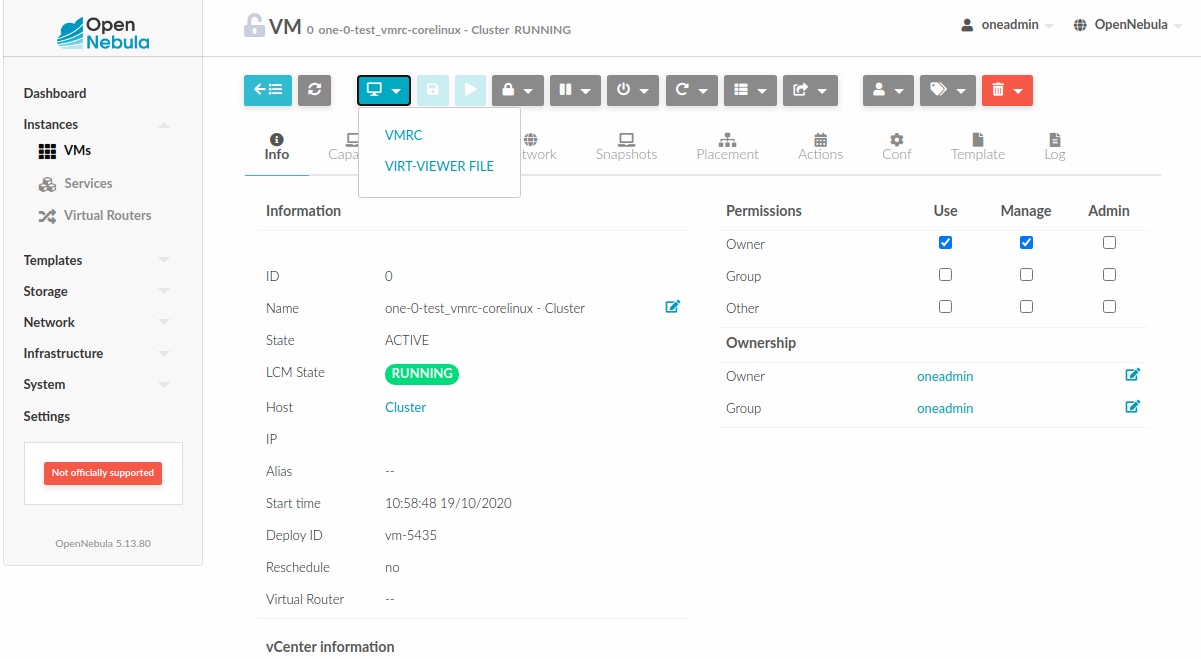 Open
Nebula
VM 0 one-0-test_vmrc-corelinux - Cluster RUNNING
oneadmin
OpenNebula
Dashboard
Instances
VMs
Services
Virtual Routers
Templates
Storage
Network
Infrastructure
System
Settings
Not officially supported
OpenNebula 5.13.80
VMRC
VIRT-VIEWER FILE
Info
Capa
twork
Snapshots
Placement
Actions
Conf
Template
Log
Information
ID 0
Name one-0-test_vmrc-corelinux - Cluster
State ACTIVE
LCM State RUNNING
Host Cluster
IP
Alias --
Start time 10:58:48 19/10/2020
Deploy ID vm-5435
Reschedule no
Virtual Router --
vCenter information
Permissions Use Manage Admin
Owner
Group
Other
Ownership
Owner oneadmin
Group oneadmin